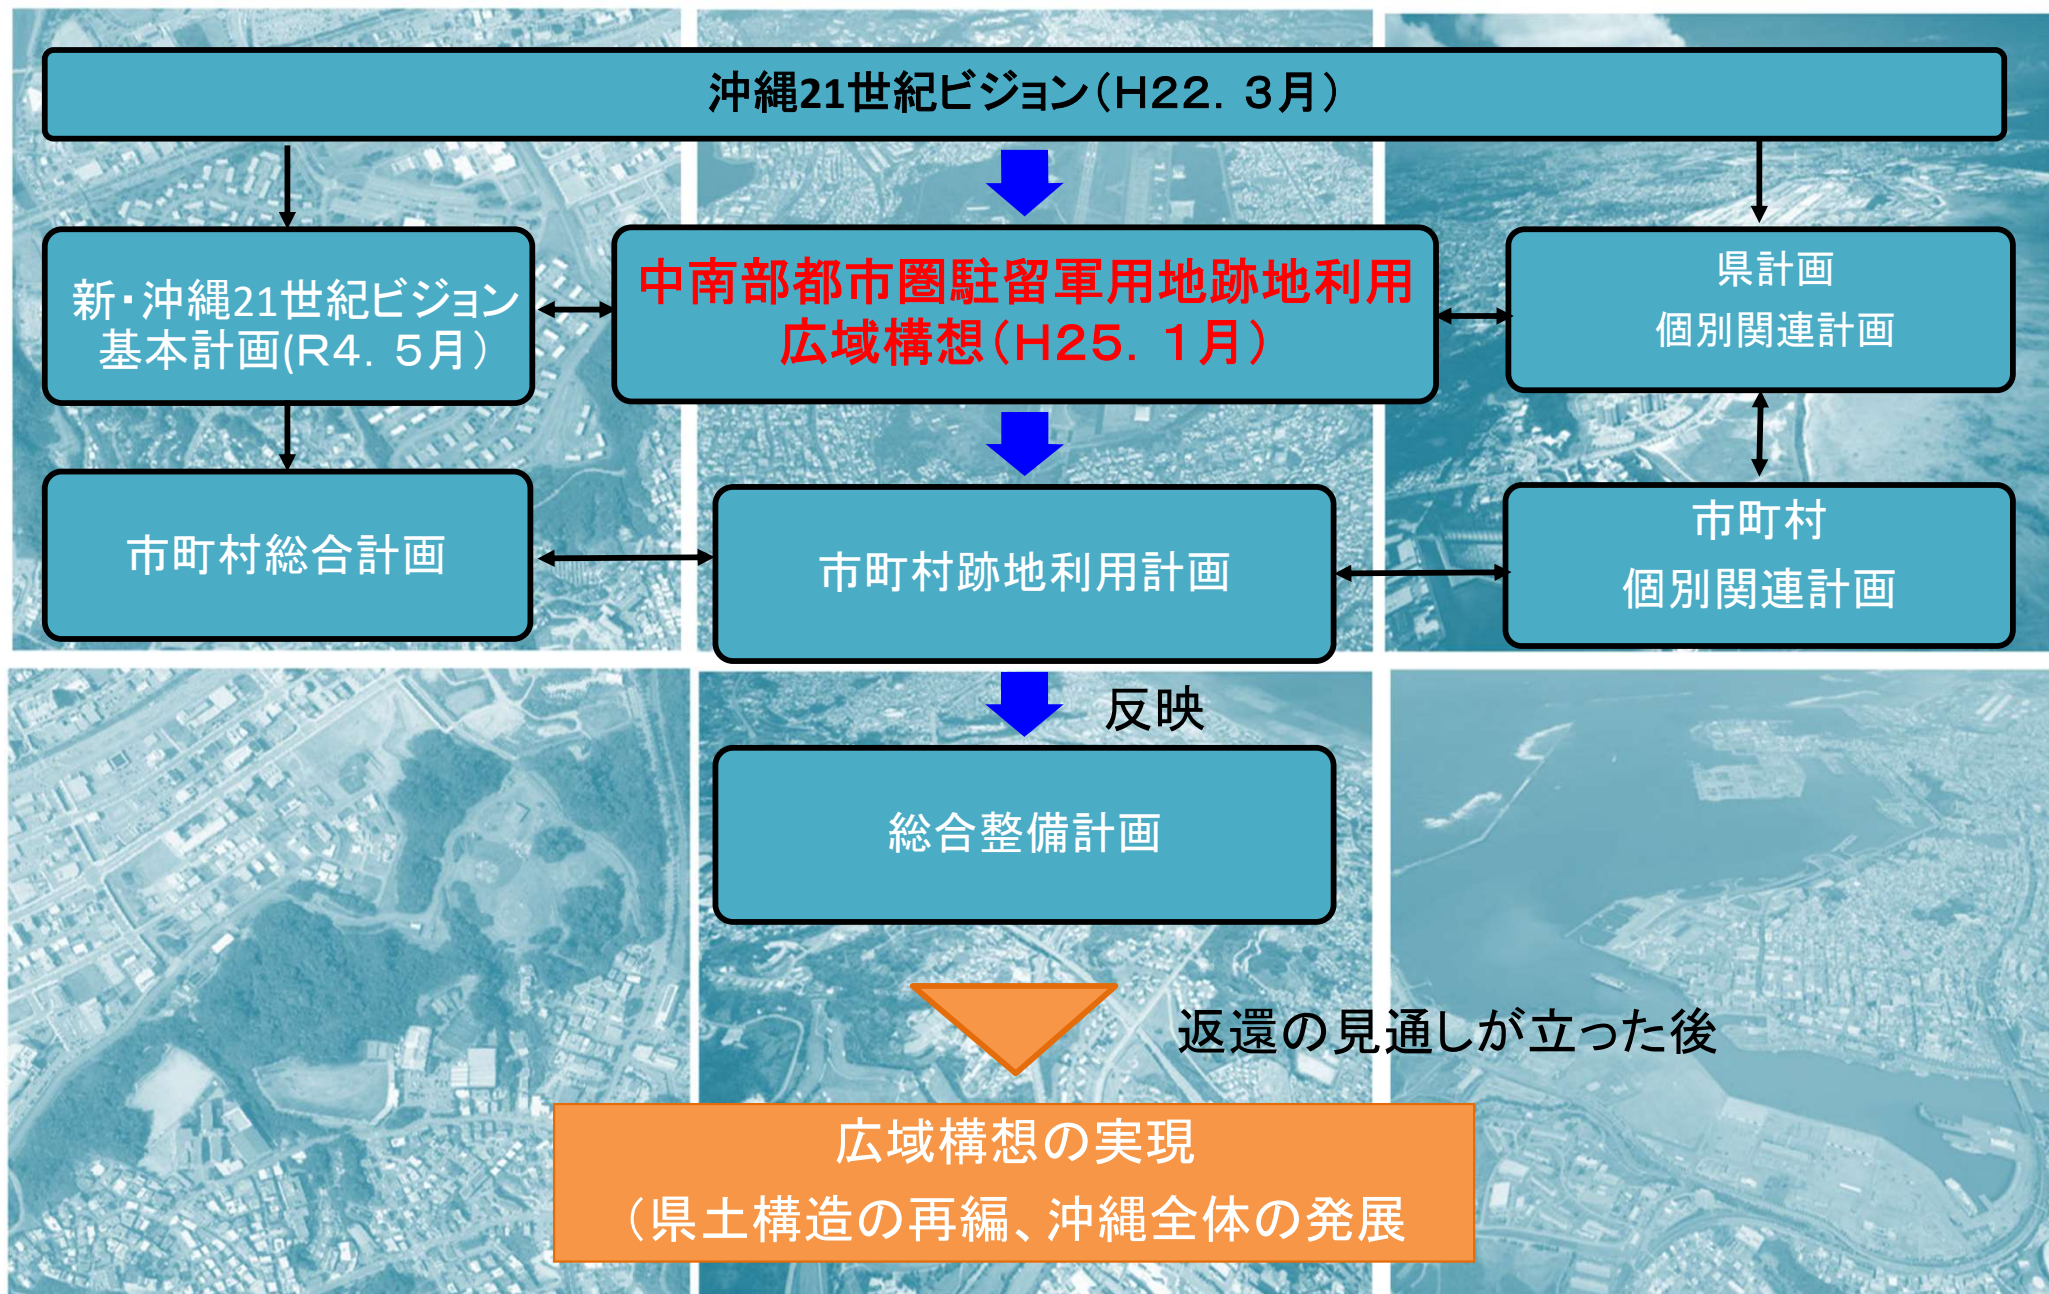 沖縄21世紀ビジョン（H22．３月）
新・沖縄21世紀ビジョン
基本計画(R4．５月）
中南部都市圏駐留軍用地跡地利用
広域構想（H25．１月）
県計画
個別関連計画
市町村総合計画
市町村跡地利用計画
市町村
個別関連計画
反映
総合整備計画
返還の見通しが立った後
広域構想の実現
（県土構造の再編、沖縄全体の発展